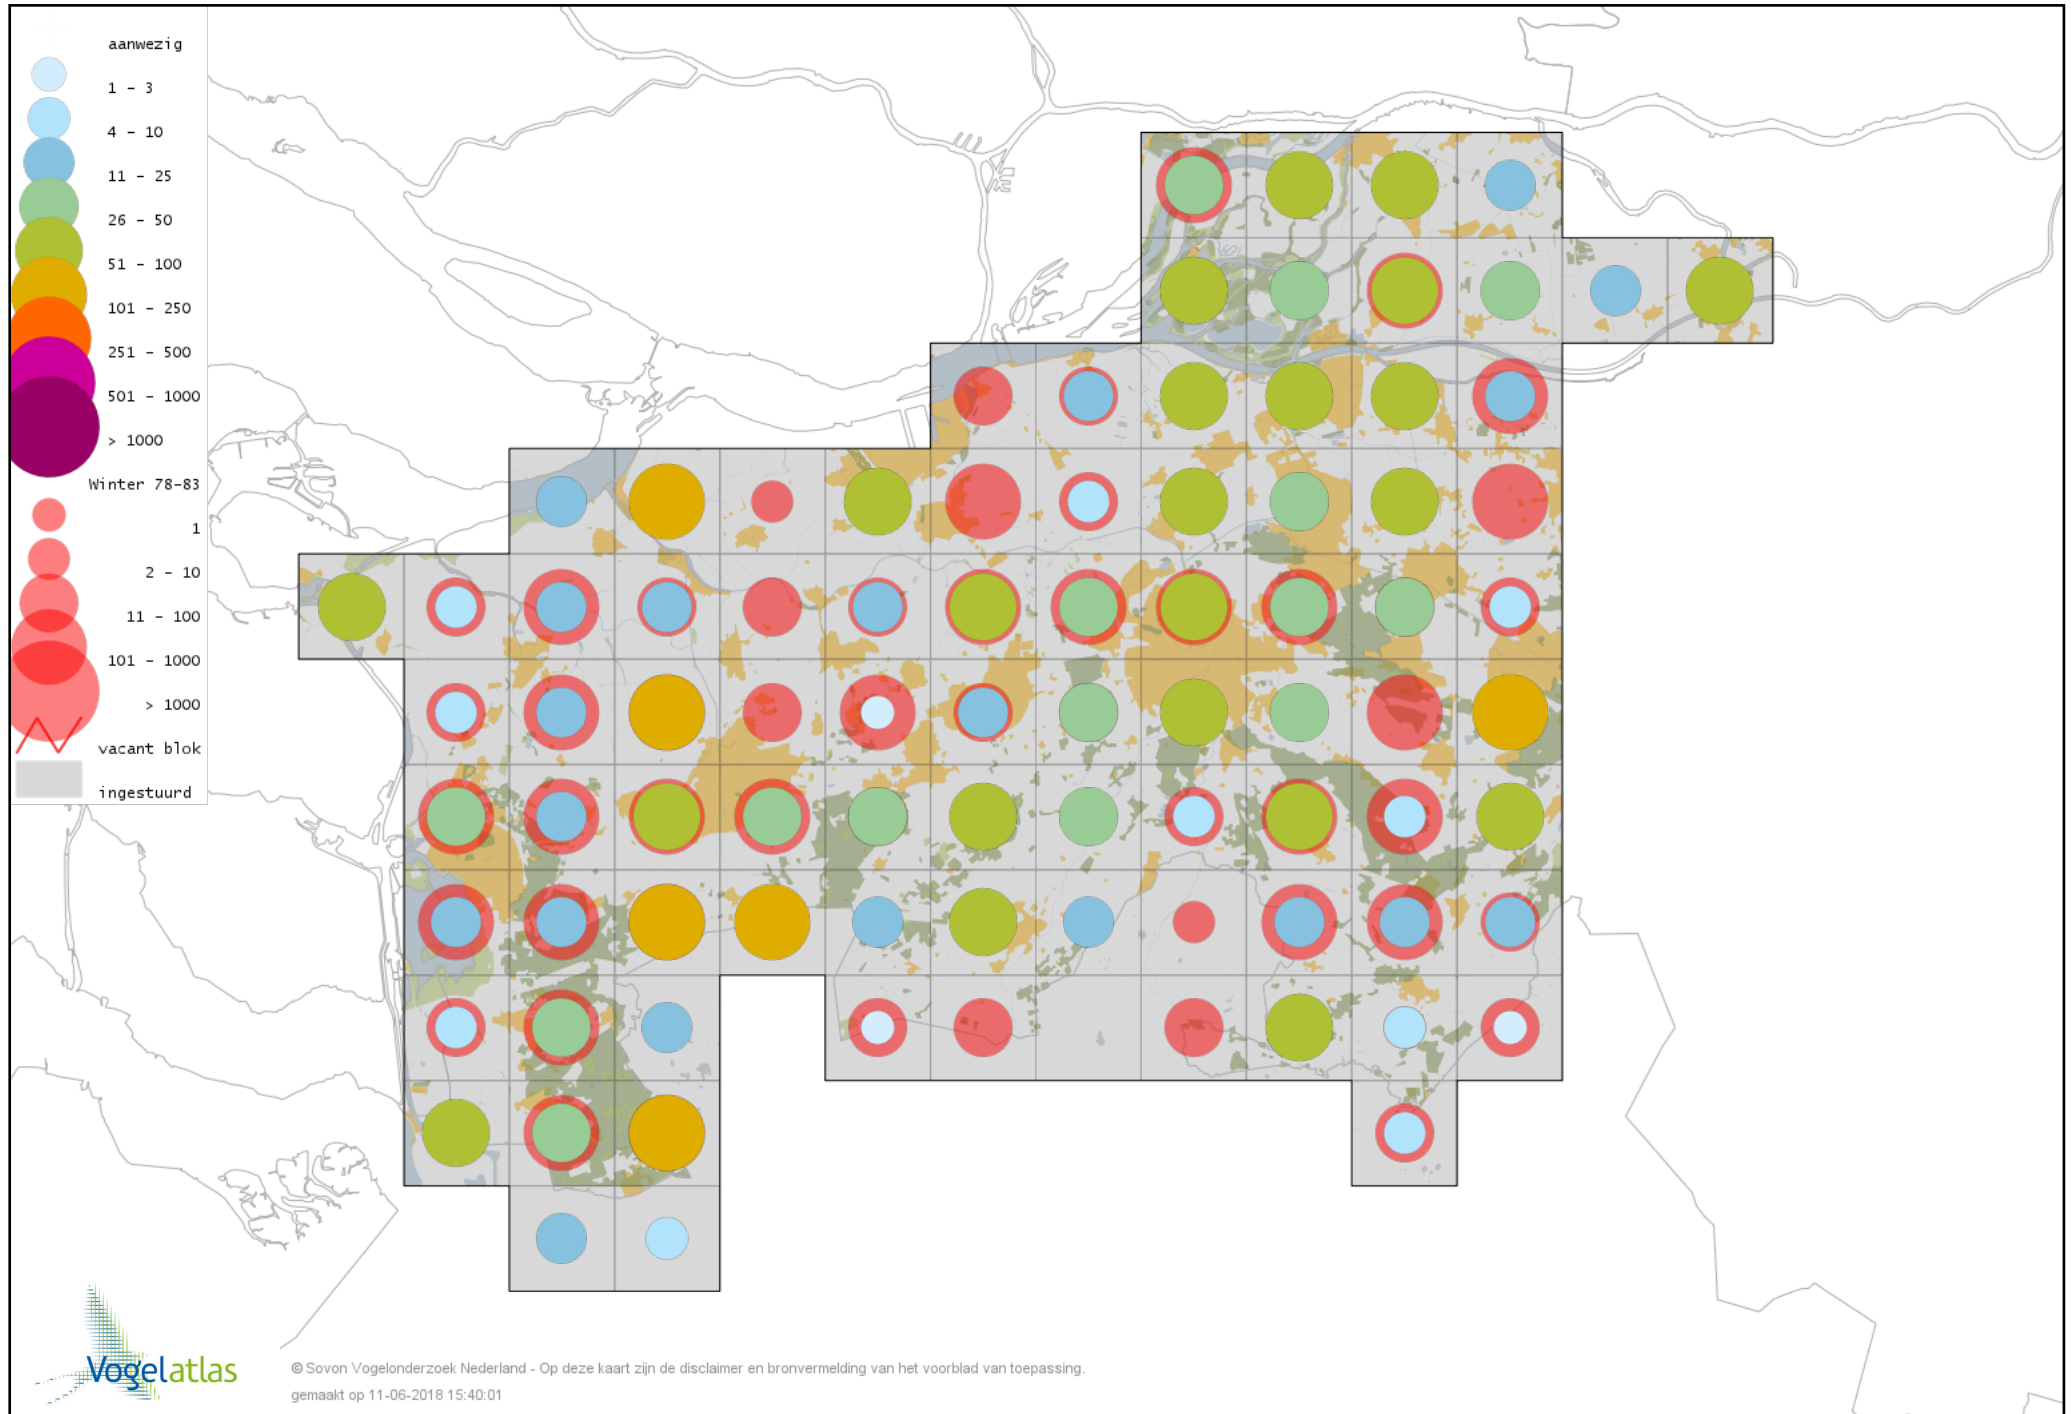 aanwezig
1 - 3
4 - 10
11 - 25
26 - 50
51 - 100
101 - 250
251 - 500
501 - 1000
> 1000
Winter 78-83
1
2 - 10
11 - 100
101 - 1000
> 1000
vacant blok
ingestuurd
Vogelatlas
© Sovon Vogelonderzoek Nederland - Op deze kaart zijn de disclaimer en bronvermelding van het voorblad van toepassing.
gemaakt op 11-06-2018 15:40:01